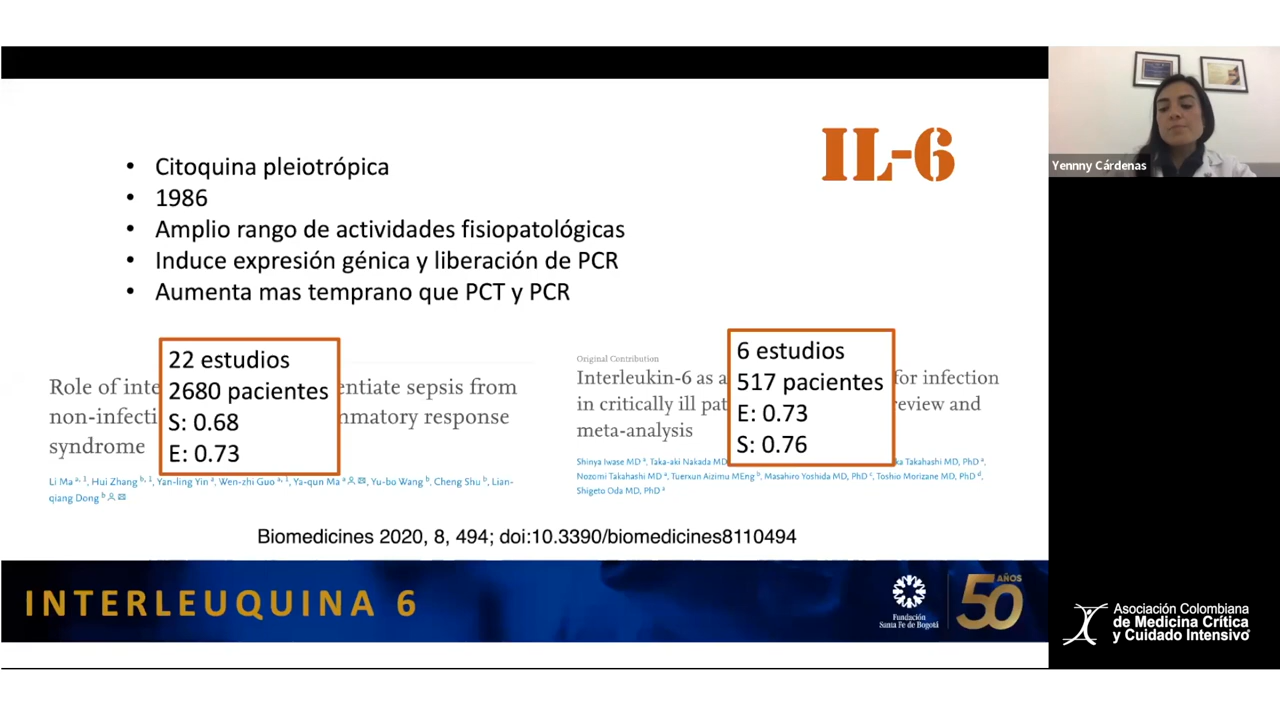 IL-6
• Citoquina pleiotrópica
• 1986
• Amplio rango de actividades fisiopatológicas
• Induce expresión génica y liberación de PCR
• Aumenta mas temprano que PCT y PCR
22 estudios
2680 pacientes
S: 0.68
E: 0.73
Role of inte entiate sepsis from
non-infecti mmatory response
syndrome
Li Ma a, 1, Hui Zhang b, 1, Yan-ling Yin a, Wen-zhi Guo a, 1, Ya-qun Ma a, Yu-bo Wang b, Cheng Shu b, Lian-
qiang Dong b
6 estudios
517 pacientes
E: 0.73
S: 0.76
Original Contribution
Interleukin-6 as a for infection
in critically ill pat review and
meta-analysis
Shinya Iwase MD a, Taka-aki Nakada MD ka Takahashi MD, PhD a,
Nozomi Takahashi MD a, Tuerxun Aizimu MEng b, Masahiro Yoshida MD, PhD c, Toshio Morizane MD, PhD d,
Shigeto Oda MD, PhD a
Biomedicines 2020, 8, 494; doi:10.3390/biomedicines8110494
INTERLEUQUINA 6
Fundación
Santa Fe de Bogotá
50 AÑOS
Yennny Cárdenas
Asociación Colombiana
de Medicina Crítica
y Cuidado Intensivo